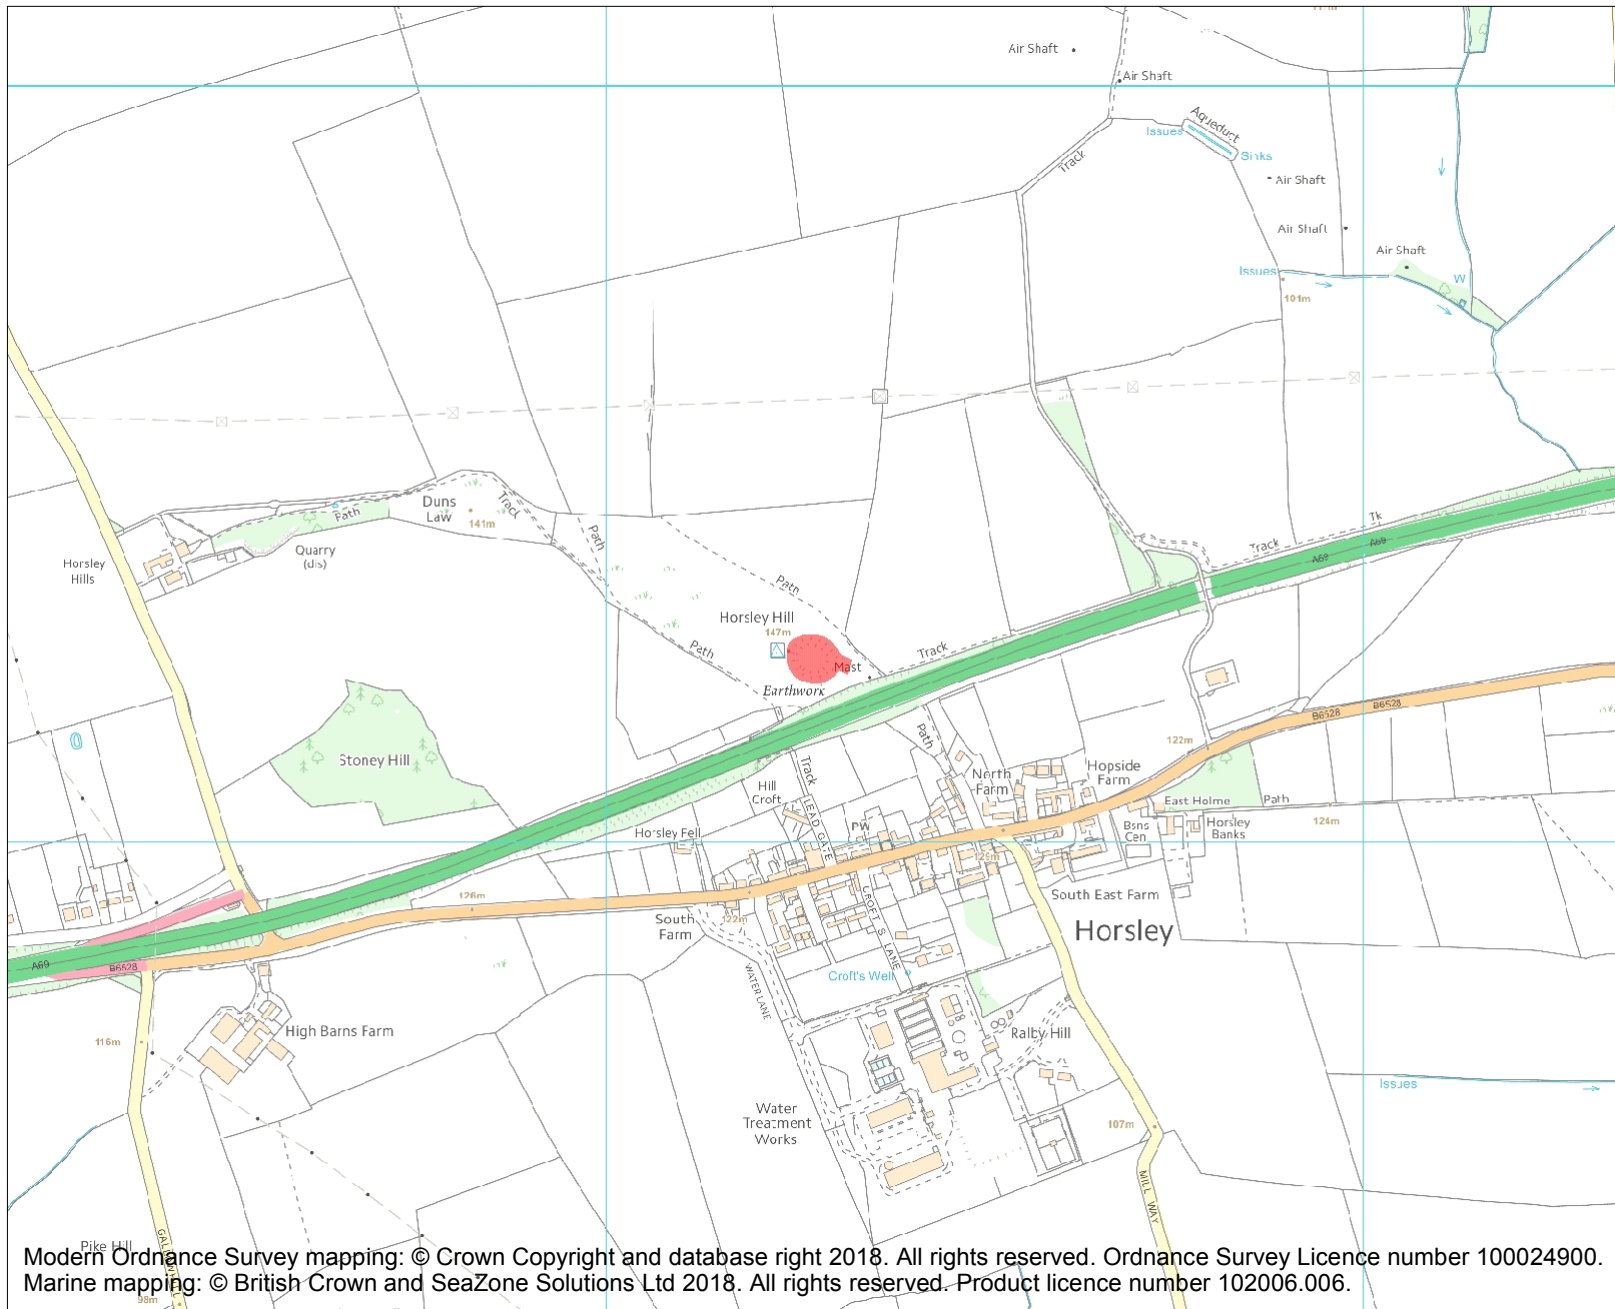 Air Shaft
Air Shaft
Aqueduct
Issues
Sinks
Track
Air Shaft
Air Shaft
Air Shaft
Issues
W
101m
Duns
Law
141m
Track
Path
Path
Quarry
(dis)
Horsley
Hills
Tk
Track
A69
A69
Path
Horsley Hill
147m
Path
Mast
Track
Earthwork
B6528
B6528
Path
122m
Stoney Hill
Track
North
Farm
Hopside
Farm
Hill
Croft
LEAD GATE
East Holme
Path
Horsley Fell
PW
Bsns
Cen
Horsley
Banks
124m
129m
126m
South East Farm
CROFT'S LANE
South
Farm
122m
Horsley
A69
B6528
WATER LANE
Croft's Well
High Barns Farm
116m
Ralby Hill
Issues
Water
Treatment
Works
107m
MILL WAY
Pike Hill
98m
Modern Ordnance Survey mapping: © Crown Copyright and database right 2018. All rights reserved. Ordnance Survey Licence number 100024900.
Marine mapping: © British Crown and SeaZone Solutions Ltd 2018. All rights reserved. Product licence number 102006.006.